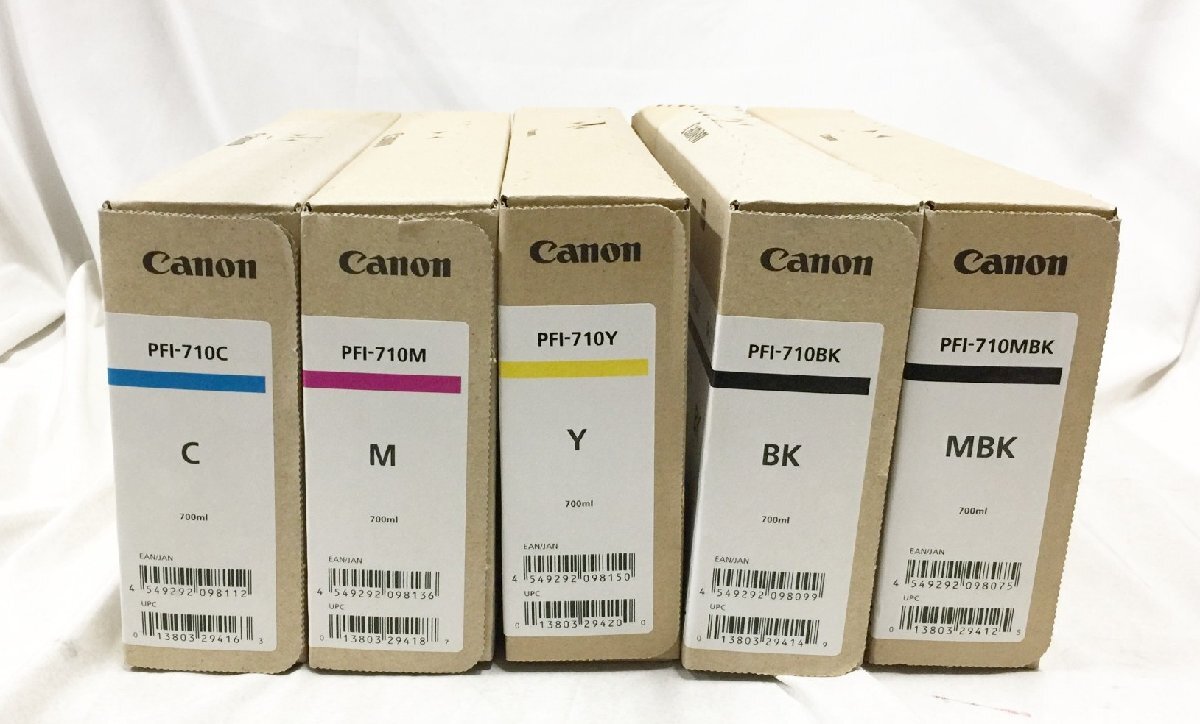 Canon
PFI-710C
C
700ml
EAN/JAN
4 549292 098112
UPC
0 13803 29416 3
Canon
PFI-710M
M
700ml
EAN/JAN
4 549292 098136
UPC
0 13803 29418 7
Canon
PFI-710Y
Y
700ml
EAN/JAN
4 549292 098150
UPC
0 13803 29420 0
Canon
Canon
PFI-710BK
BK
700ml
EAN/JAN
4 549292 098099
UPC
0 13803 29414 9
Canon
PFI-710MBK
MBK
700ml
EAN/JAN
4 549292 098075
UPC
0 13803 29412 5